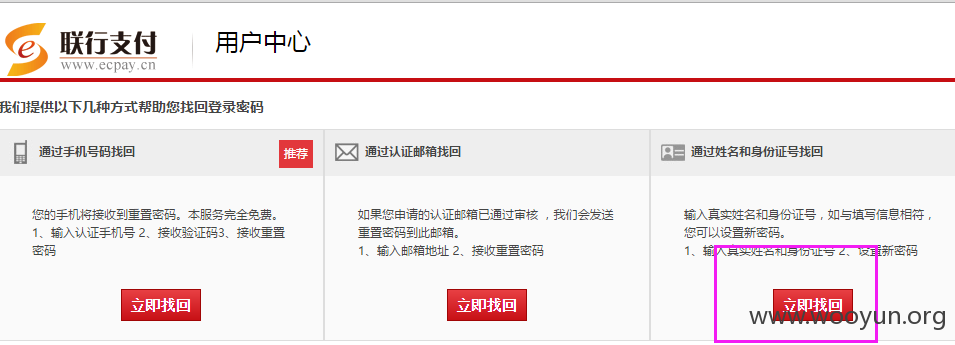 联行支付
www.ecpay.cn
用户中心
我们提供以下几种方式帮助您找回登录密码
通过手机号码找回
推荐
您的手机将接收到重置密码。本服务完全免费。
1、输入认证手机号 2、接收验证码3、接收重置
密码
立即找回
通过认证邮箱找回
如果您申请的认证邮箱已通过审核 ，我们会发送
重置密码到此邮箱。
1、输入邮箱地址 2、接收重置密码
立即找回
通过姓名和身份证号找回
输入真实姓名和身份证号，如与填写信息相符，
您可以设置新密码。
1、输入真实姓名和身份证号 2、设置新密码
立即找回
www.wooyun.org